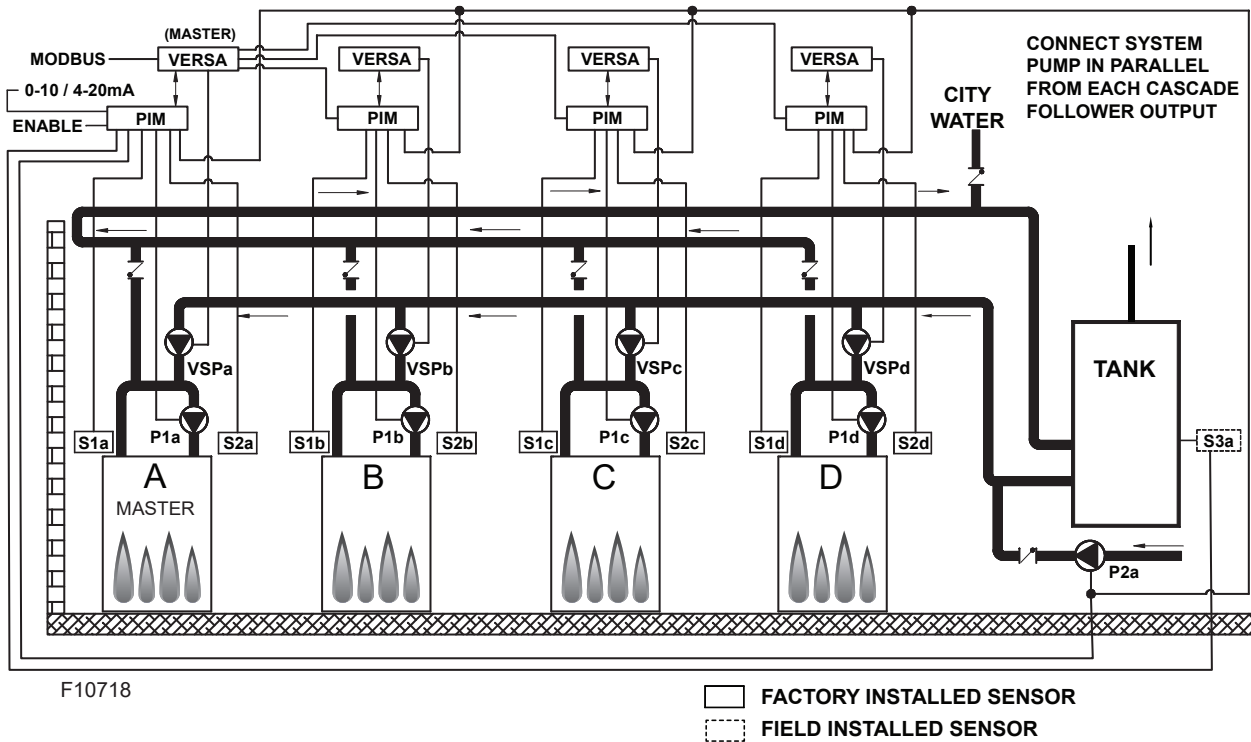 (MASTER)
MODBUS
VERSA
VERSA
VERSA
VERSA
CONNECT SYSTEM
PUMP IN PARALLEL
FROM EACH CASCADE
FOLLOWER OUTPUT
0-10 / 4-20mA
ENABLE
PIM
PIM
PIM
PIM
CITY
WATER
VSPa
VSPb
VSPc
VSPd
TANK
S1a
P1a
S2a
S1b
P1b
S2b
S1c
P1c
S2c
S1d
P1d
S2d
S3a
A
MASTER
B
C
D
P2a
F10718
FACTORY INSTALLED SENSOR
FIELD INSTALLED SENSOR